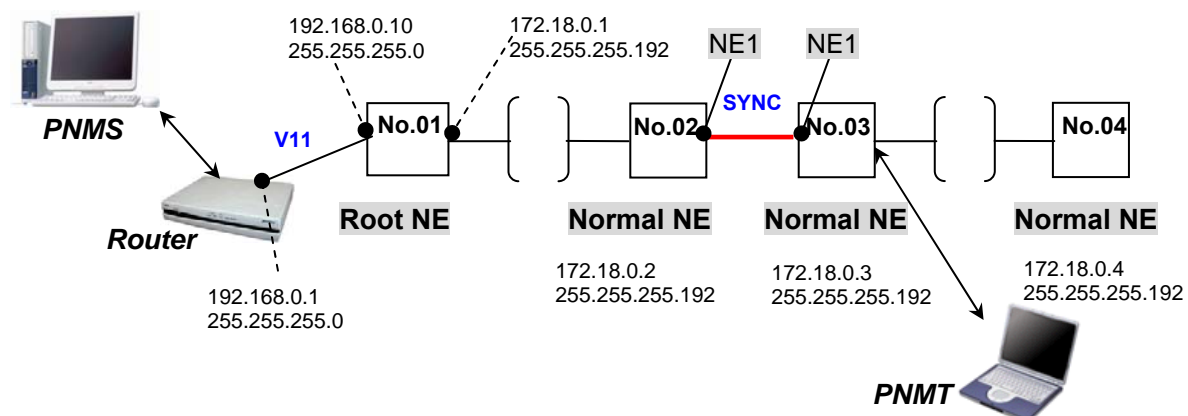 192.168.0.10
255.255.255.0
172.18.0.1
255.255.255.192
NE1
NE1
SYNC
PNMS
V11
No.01
No.02
No.03
No.04
Router
Root NE
Normal NE
Normal NE
Normal NE
192.168.0.1
255.255.255.0
172.18.0.2
255.255.255.192
172.18.0.3
255.255.255.192
172.18.0.4
255.255.255.192
PNMT